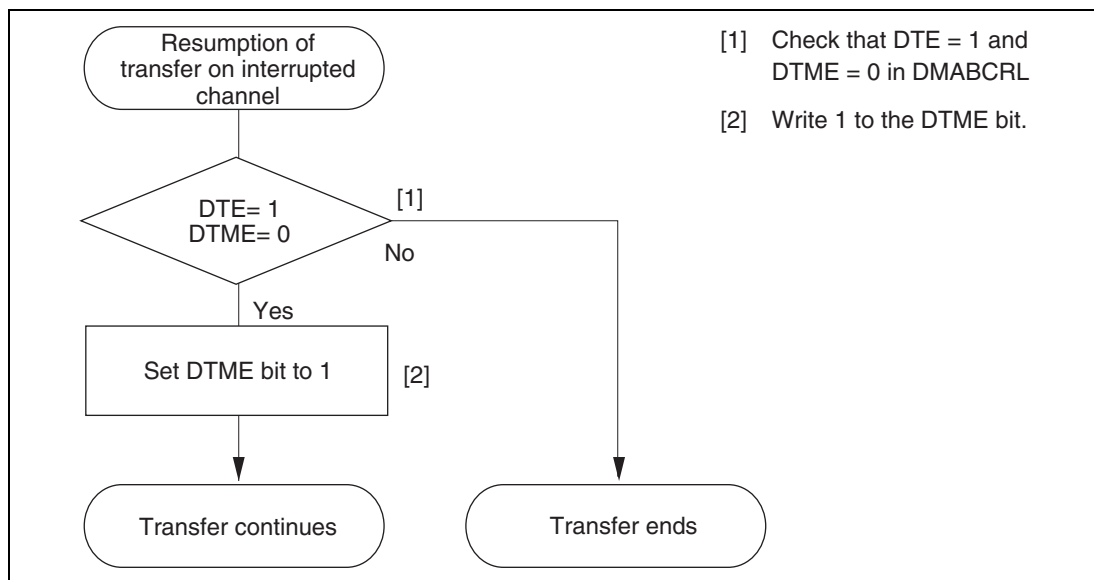 Resumption of
transfer on interrupted
channel
DTE= 1
DTME= 0
[1]
No
Yes
Set DTME bit to 1
[2]
Transfer continues
Transfer ends
[1] Check that DTE = 1 and
DTME = 0 in DMABCRL
[2] Write 1 to the DTME bit.